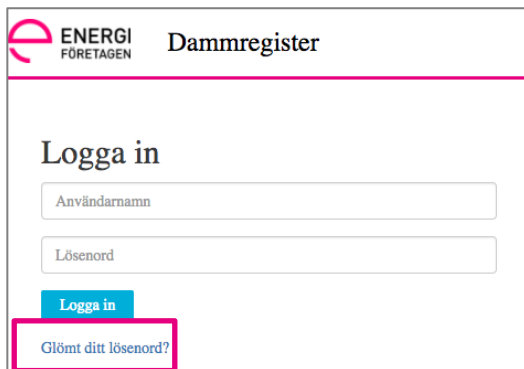 ENERGI
FÖRETAGEN
Dammregister
Logga in
Användarnamn
Lösenord
Logga in
Glömt ditt lösenord?